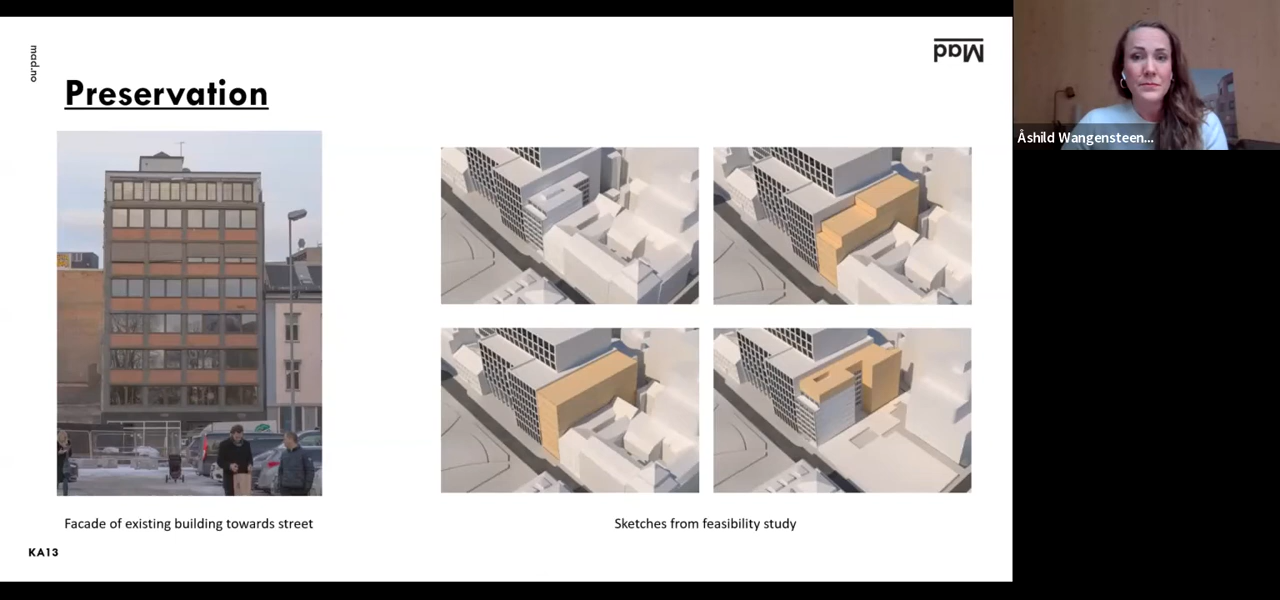 mad.no
Mad
Preservation
Åshild Wangensteen...
Facade of existing building towards street
Sketches from feasibility study
KA13